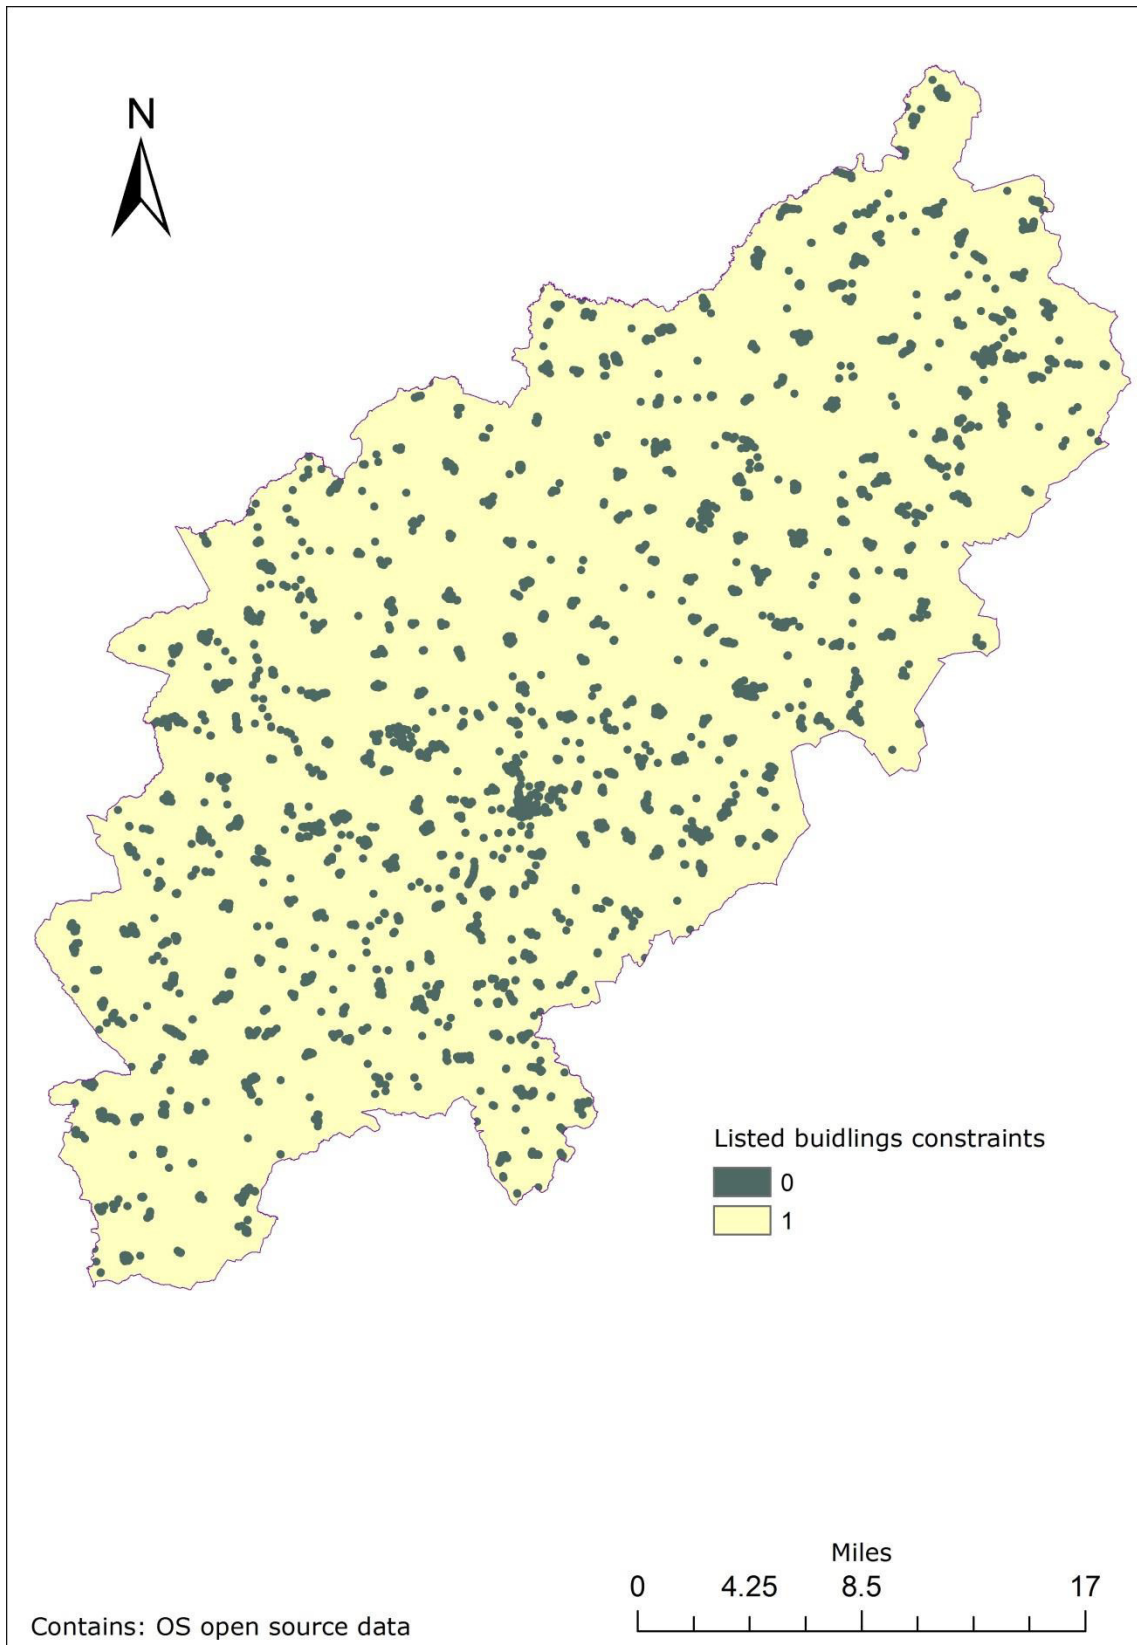 N
Listed buidlings constraints
0
1
Miles
0 4.25 8.5 17
Contains: OS open source data